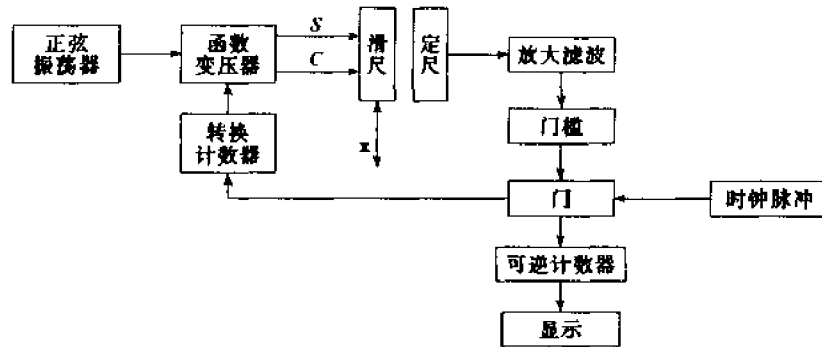 正弦
振荡器
函数
变压器
S
C
滑尺
定尺
放大滤波
转换
计数器
x
门槛
门
时钟脉冲
可逆计数器
显示